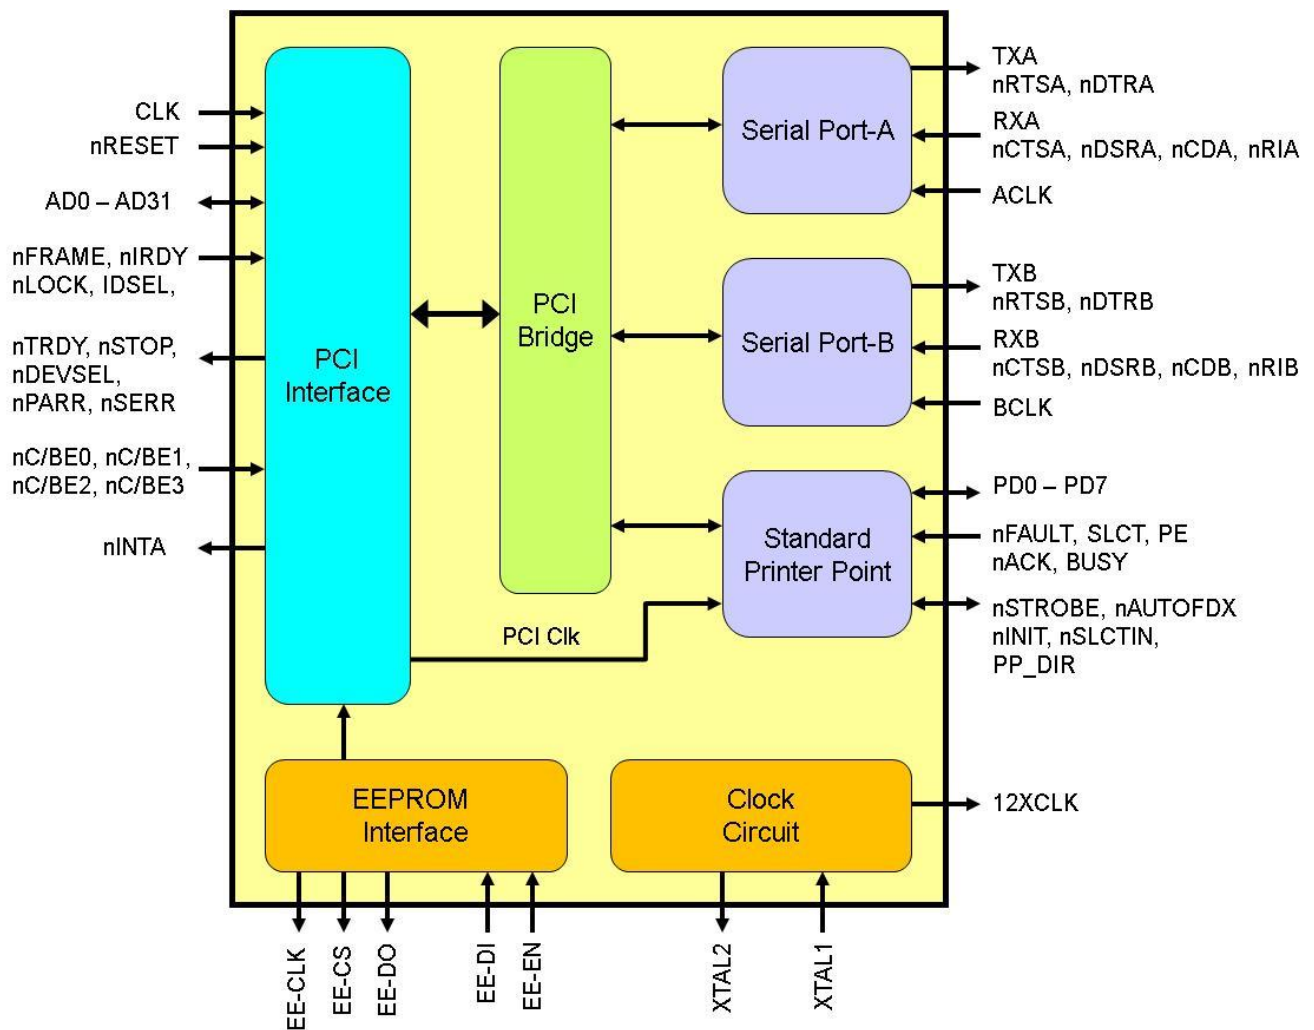 CLK
nRESET
AD0 – AD31
nFRAME, nIRDY
nLOCK, IDSEL,
nTRDY, nSTOP,
nDEVSEL,
nPARR, nSERR
nC/BE0, nC/BE1,
nC/BE2, nC/BE3
nINTA
PCI
Interface
PCI
Bridge
PCI Clk
Serial Port-A
Serial Port-B
Standard
Printer Point
TXA
nRTSA, nDTRA
RXA
nCTSA, nDSRA, nCDA, nRIA
ACLK
TXB
nRTSB, nDTRB
RXB
nCTSB, nDSRB, nCDB, nRIB
BCLK
PD0 – PD7
nFAULT, SLCT, PE
nACK, BUSY
nSTROBE, nAUTOFDX
nINIT, nSLCTIN,
PP_DIR
EEPROM
Interface
Clock
Circuit
12XCLK
EE-CLK
EE-CS
EE-DO
EE-DI
EE-EN
XTAL2
XTAL1